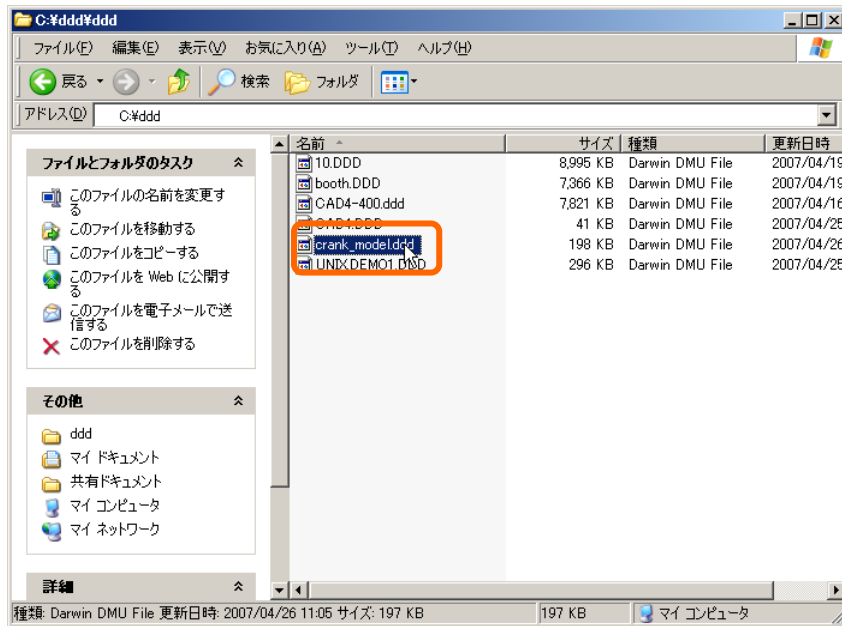 C:¥ddd¥ddd
ファイル(F) 編集(E) 表示(V) お気に入り(A) ツール(T) ヘルプ(H)
戻る 検索 フォルダ
アドレス(D) C:¥ddd
名前 サイズ 種類 更新日時
10.DDD 8,995 KB Darwin DMU File 2007/04/19
booth.DDD 7,366 KB Darwin DMU File 2007/04/19
CAD4-400.ddd 7,821 KB Darwin DMU File 2007/04/16
CAD4.DDD 41 KB Darwin DMU File 2007/04/25
crank_model.ddd 198 KB Darwin DMU File 2007/04/26
UNIX.DEMO1.DDD 296 KB Darwin DMU File 2007/04/25
ファイルとフォルダのタスク
このファイルの名前を変更す
る
このファイルを移動する
このファイルをコピーする
このファイルを Web に公開す
る
このファイルを電子メールで送
信する
このファイルを削除する
その他
ddd
マイ ドキュメント
共有ドキュメント
マイ コンピュータ
マイ ネットワーク
詳細
種類: Darwin DMU File 更新日時: 2007/04/26 11:05 サイズ: 197 KB 197 KB マイ コンピュータ